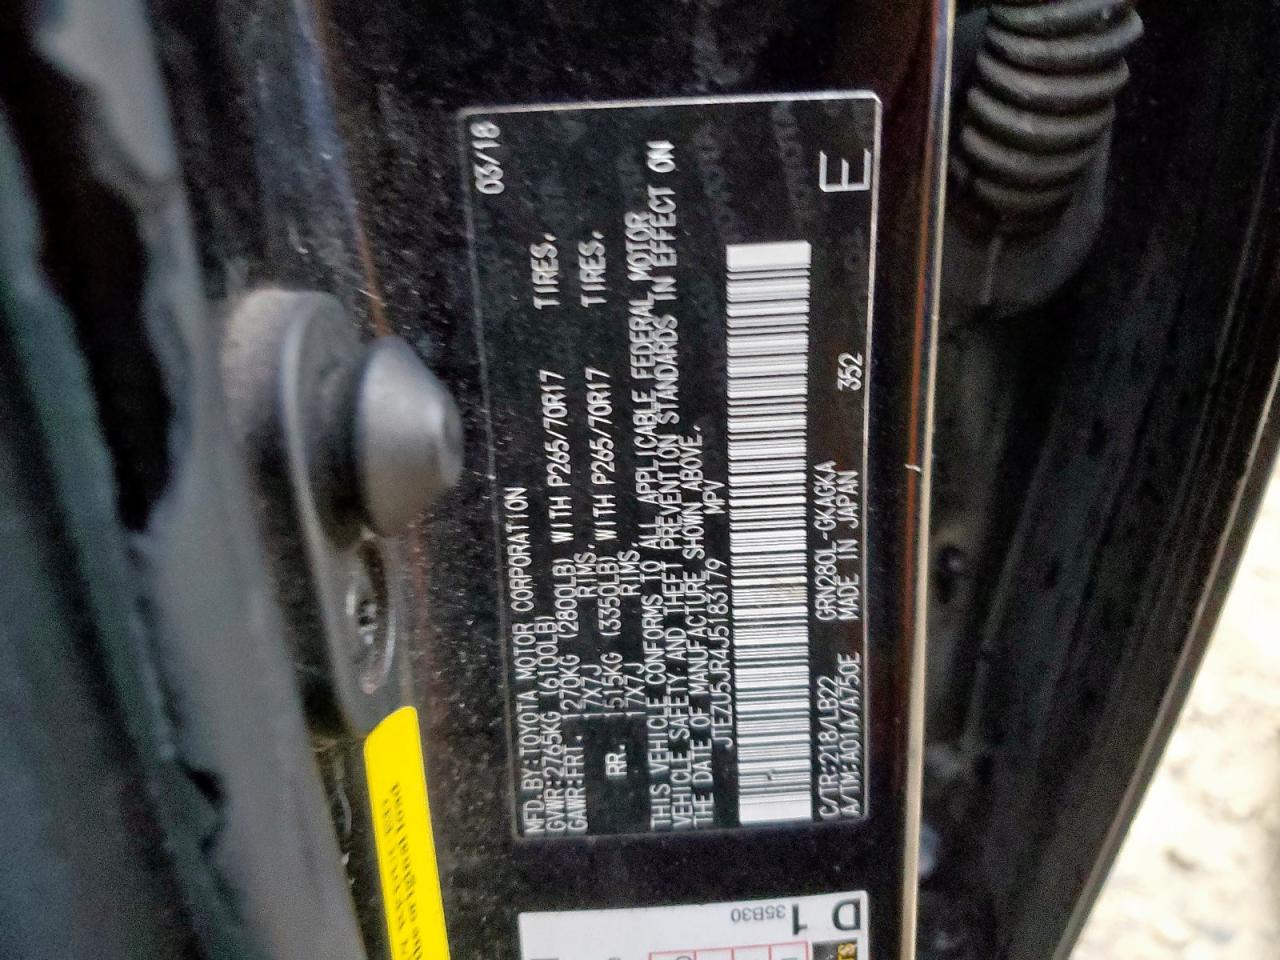 MFD. BY: TOYOTA MOTOR CORPORATION 03/18
GVWR: 2765KG (6100LB)
GAWR: FRT. 1270KG (2800LB) WITH P265/70R17 TIRES,
17X7J RIMS,
RR. 1515KG (3350LB) WITH P265/70R17 TIRES,
17X7J RIMS,
THIS VEHICLE CONFORMS TO ALL APPLICABLE FEDERAL MOTOR
VEHICLE SAFETY AND THEFT PREVENTION STANDARDS IN EFFECT ON
THE DATE OF MANUFACTURE SHOWN ABOVE.
JTEZU5JR4J5183179 MPV
C/TR: 218/LB22 GRN280L-GKAGKA
A/TM: A01A/A750E MADE IN JAPAN 352 E
35B30
D1